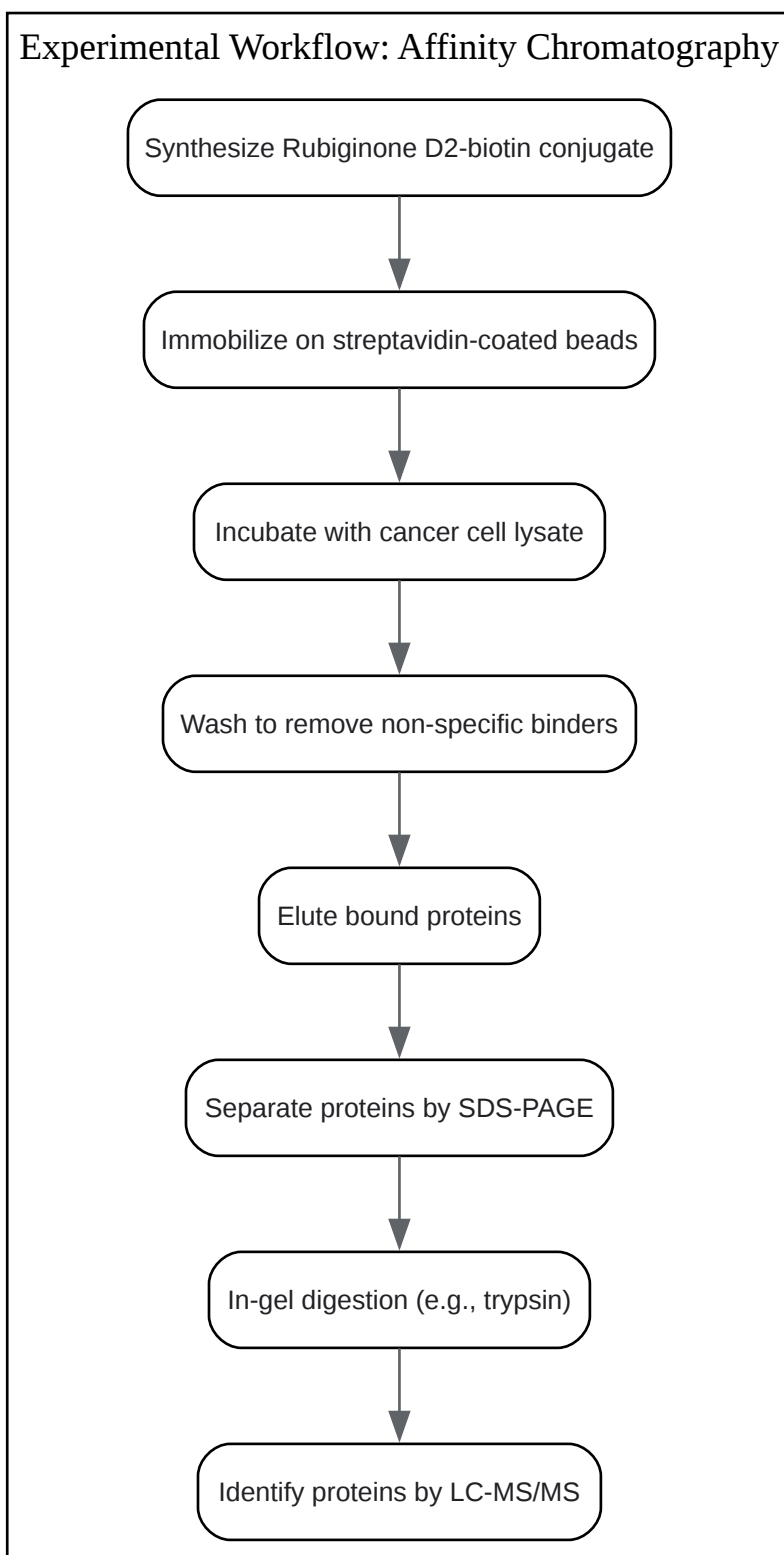 Experimental Workflow: Affinity Chromatography
Synthesize Rubiginone D2-biotin conjugate
Immobilize on streptavidin-coated beads
Incubate with cancer cell lysate
Wash to remove non-specific binders
Elute bound proteins
Separate proteins by SDS-PAGE
In-gel digestion (e.g., trypsin)
Identify proteins by LC-MS/MS